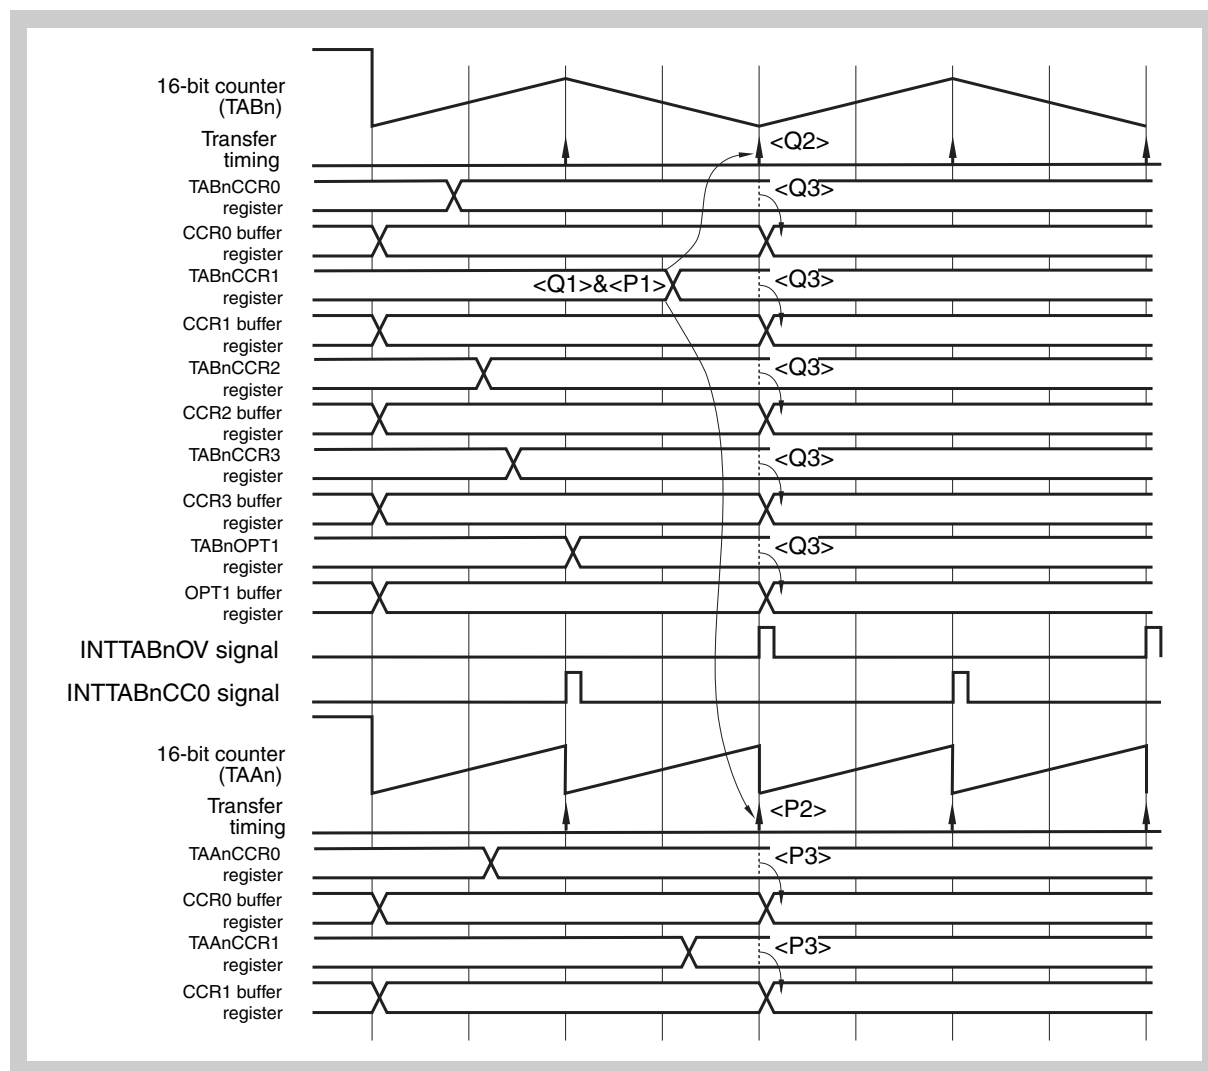 16-bit counter
(TABn)
Transfer
timing
<Q2>
TABnCCR0
register
<Q3>
CCR0 buffer
register
TABnCCR1
register
<Q1>&<P1>
<Q3>
CCR1 buffer
register
TABnCCR2
register
<Q3>
CCR2 buffer
register
TABnCCR3
register
<Q3>
CCR3 buffer
register
TABnOPT1
register
<Q3>
OPT1 buffer
register
INTTABnOV signal
INTTABnCC0 signal
16-bit counter
(TAAn)
Transfer
timing
<P2>
TAAnCCR0
register
<P3>
CCR0 buffer
register
TAAnCCR1
register
<P3>
CCR1 buffer
register